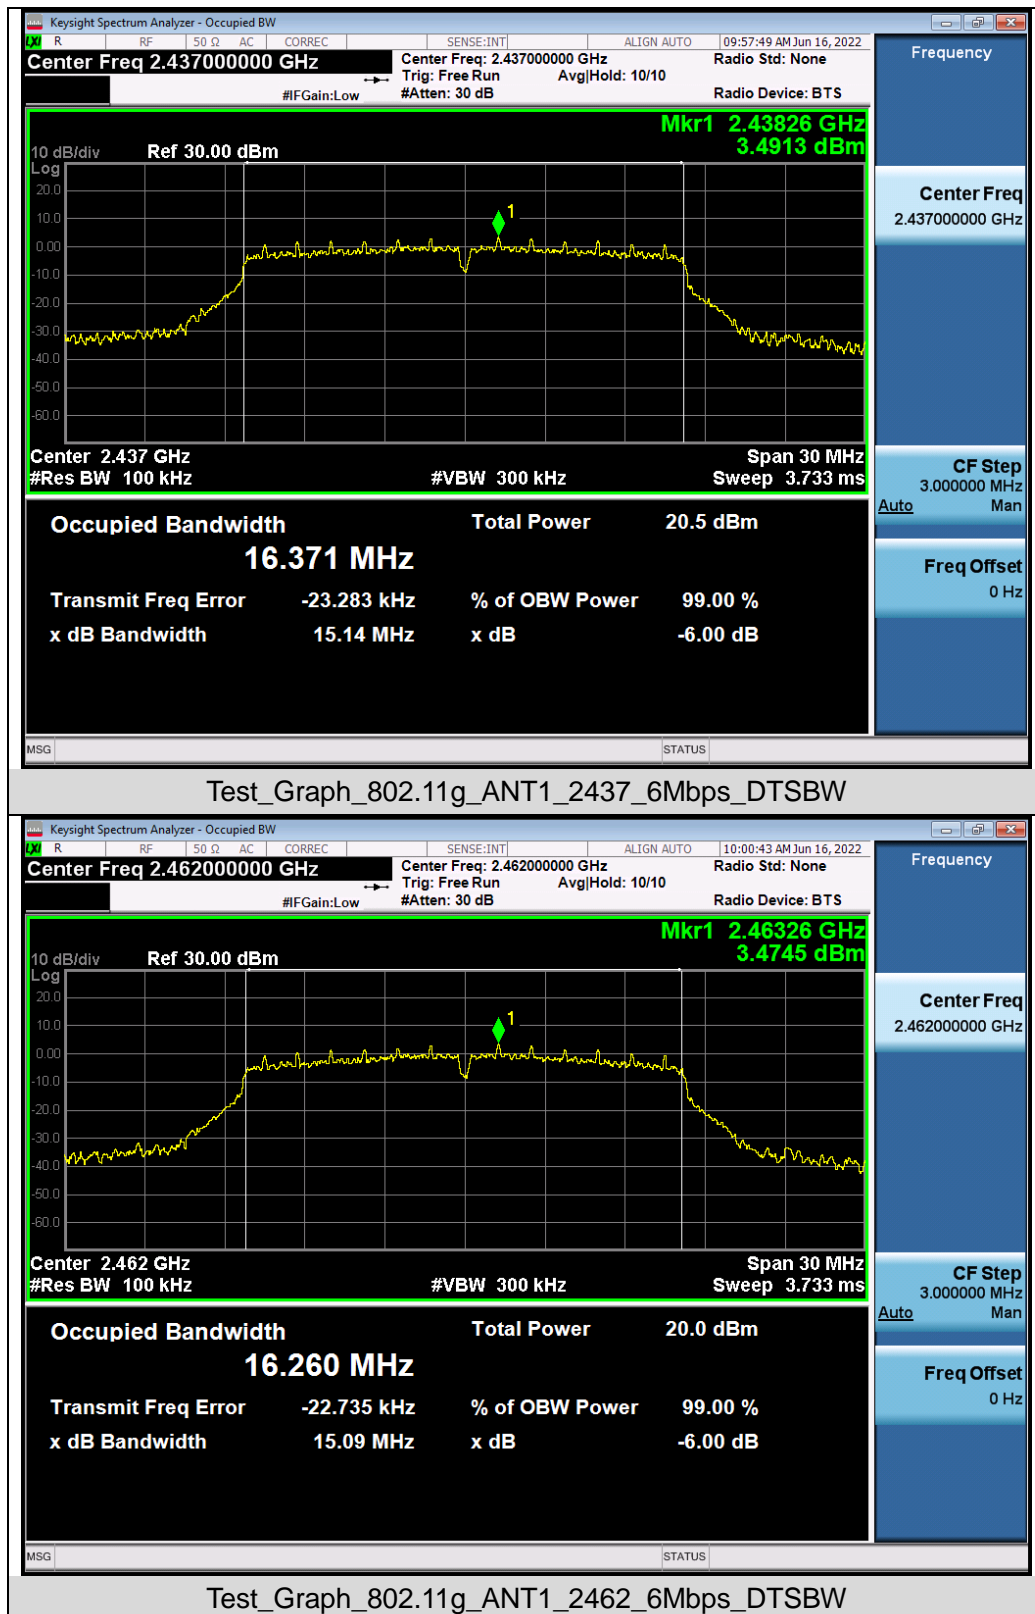 Keysight Spectrum Analyzer - Occupied BW
LXI R RF 50 Ω AC CORREC SENSE:INT ALIGN AUTO 09:57:49 AM Jun 16, 2022
Center Freq 2.437000000 GHz
Center Freq: 2.437000000 GHz
Radio Std: None
Trig: Free Run Avg|Hold: 10/10
#IFGain:Low #Atten: 30 dB Radio Device: BTS
Frequency
Mkr1 2.43826 GHz
3.4913 dBm
10 dB/div Ref 30.00 dBm
Log
20.0
10.0
0.00
-10.0
-20.0
-30.0
-40.0
-50.0
-60.0
1
Center 2.437 GHz Span 30 MHz
#Res BW 100 kHz #VBW 300 kHz Sweep 3.733 ms
Center Freq
2.437000000 GHz
CF Step
3.000000 MHz
Auto Man
Freq Offset
0 Hz
Occupied Bandwidth Total Power 20.5 dBm
16.371 MHz
Transmit Freq Error -23.283 kHz % of OBW Power 99.00 %
x dB Bandwidth 15.14 MHz x dB -6.00 dB
MSG STATUS
Test_Graph_802.11g_ANT1_2437_6Mbps_DTSBW
Keysight Spectrum Analyzer - Occupied BW
LXI R RF 50 Ω AC CORREC SENSE:INT ALIGN AUTO 10:00:43 AM Jun 16, 2022
Center Freq 2.462000000 GHz
Center Freq: 2.462000000 GHz
Radio Std: None
Trig: Free Run Avg|Hold: 10/10
#IFGain:Low #Atten: 30 dB Radio Device: BTS
Frequency
Mkr1 2.46326 GHz
3.4745 dBm
10 dB/div Ref 30.00 dBm
Log
20.0
10.0
0.00
-10.0
-20.0
-30.0
-40.0
-50.0
-60.0
1
Center 2.462 GHz Span 30 MHz
#Res BW 100 kHz #VBW 300 kHz Sweep 3.733 ms
Center Freq
2.462000000 GHz
CF Step
3.000000 MHz
Auto Man
Freq Offset
0 Hz
Occupied Bandwidth Total Power 20.0 dBm
16.260 MHz
Transmit Freq Error -22.735 kHz % of OBW Power 99.00 %
x dB Bandwidth 15.09 MHz x dB -6.00 dB
MSG STATUS
Test_Graph_802.11g_ANT1_2462_6Mbps_DTSBW